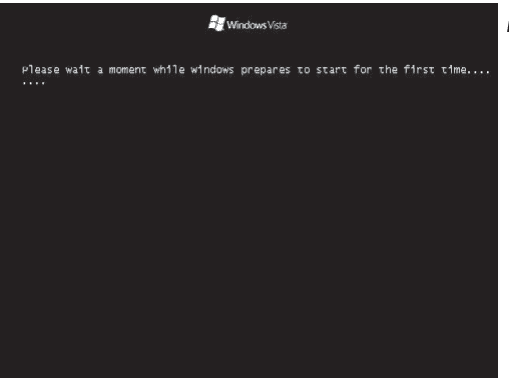 Windows Vista
Please wait a moment while windows prepares to start for the first time....
....